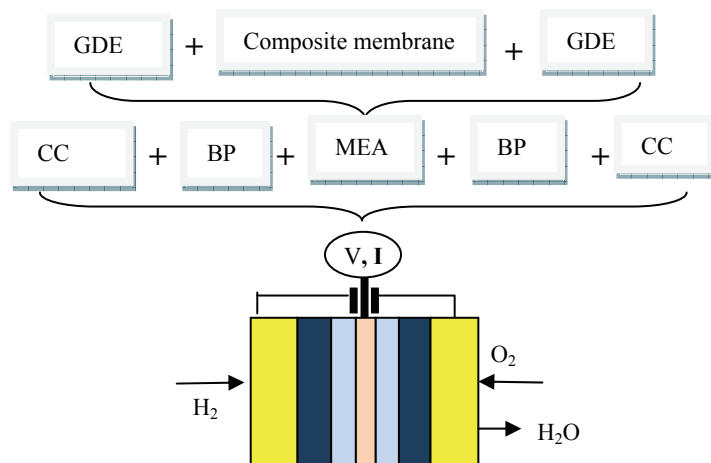 GDE + Composite membrane + GDE
CC + BP + MEA + BP + CC
V, I
O₂
H₂
H₂O